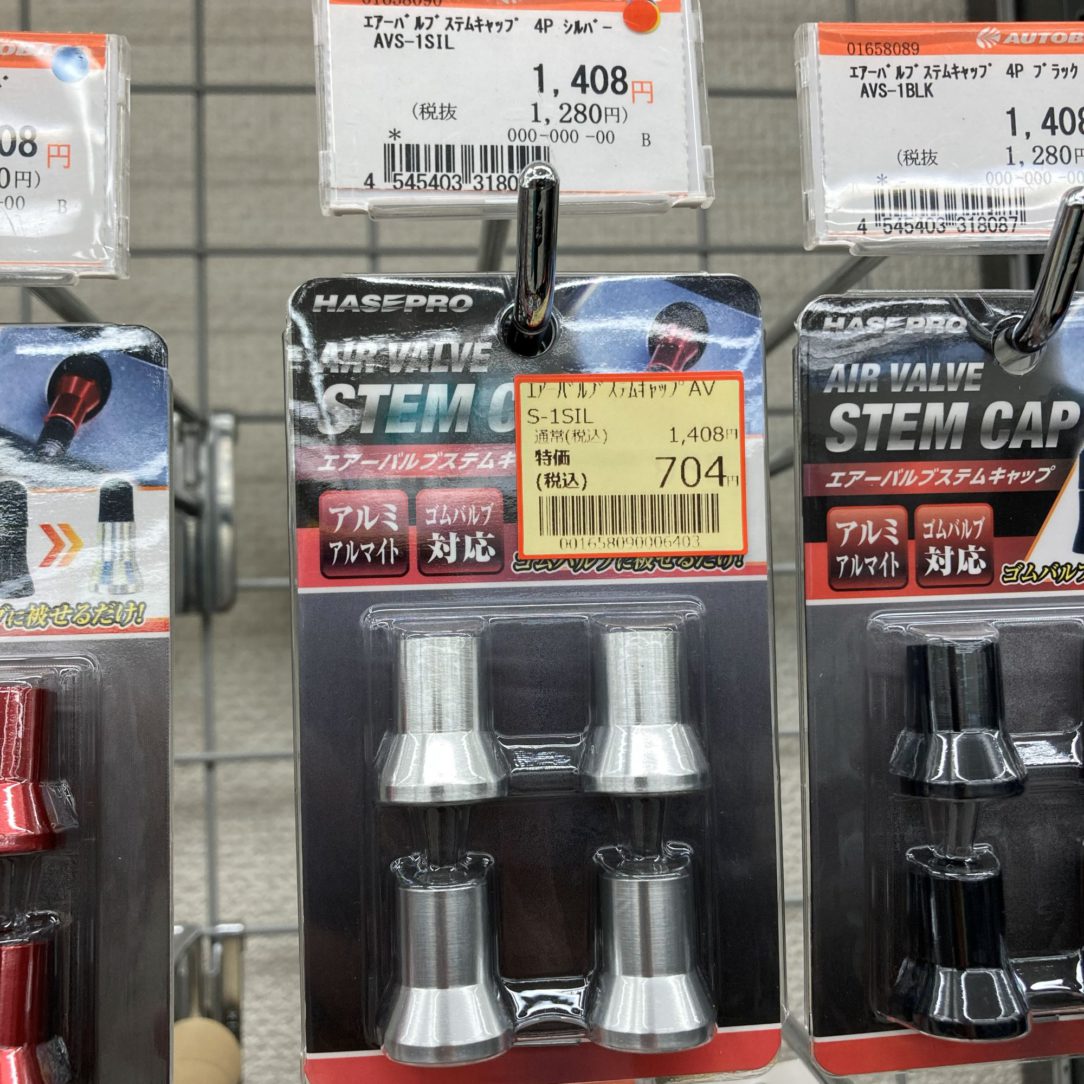 08円
0円)
-00 B
01658090
エアーバルブステムキャップ 4P シルバー
AVS-1SIL
1,408円
(税抜 1,280円)
* 000-000-00 B
4 545403 3180
01658089 AUTOB
エアーバルブステムキャップ 4P ブラック
AVS-1BLK
1,408
(税抜 1,280円
* 000-000-00
4 545403 318087
ブに被せるだけ!
HASEPRO
AIR VALVE
STEM C
エアーバルブステムキ
アルミ
アルマイト
ゴムバルブ
対応
ゴムバルブに被せるだけ!
エアーバルブステムキャップAV
S-1SIL
通常(税込) 1,408円
特価
(税込) 704円
001658090006403
HASEPRO
AIR VALVE
STEM CAP
エアーバルブステムキャップ
アルミ
アルマイト
ゴムバルブ
対応
ゴムバルブ